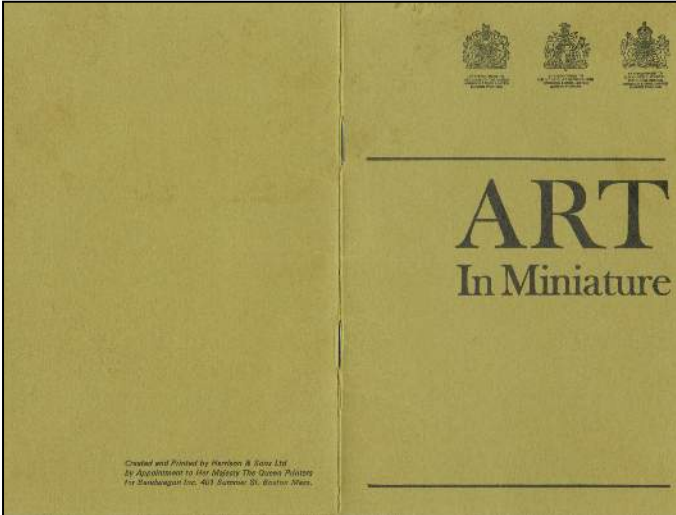 ART
In Miniature
Created and Printed by Harrison & Sons Ltd
by Appointment to Her Majesty The Queen Printers
for Bandwagon Inc. 401 Summer St. Boston Mass.